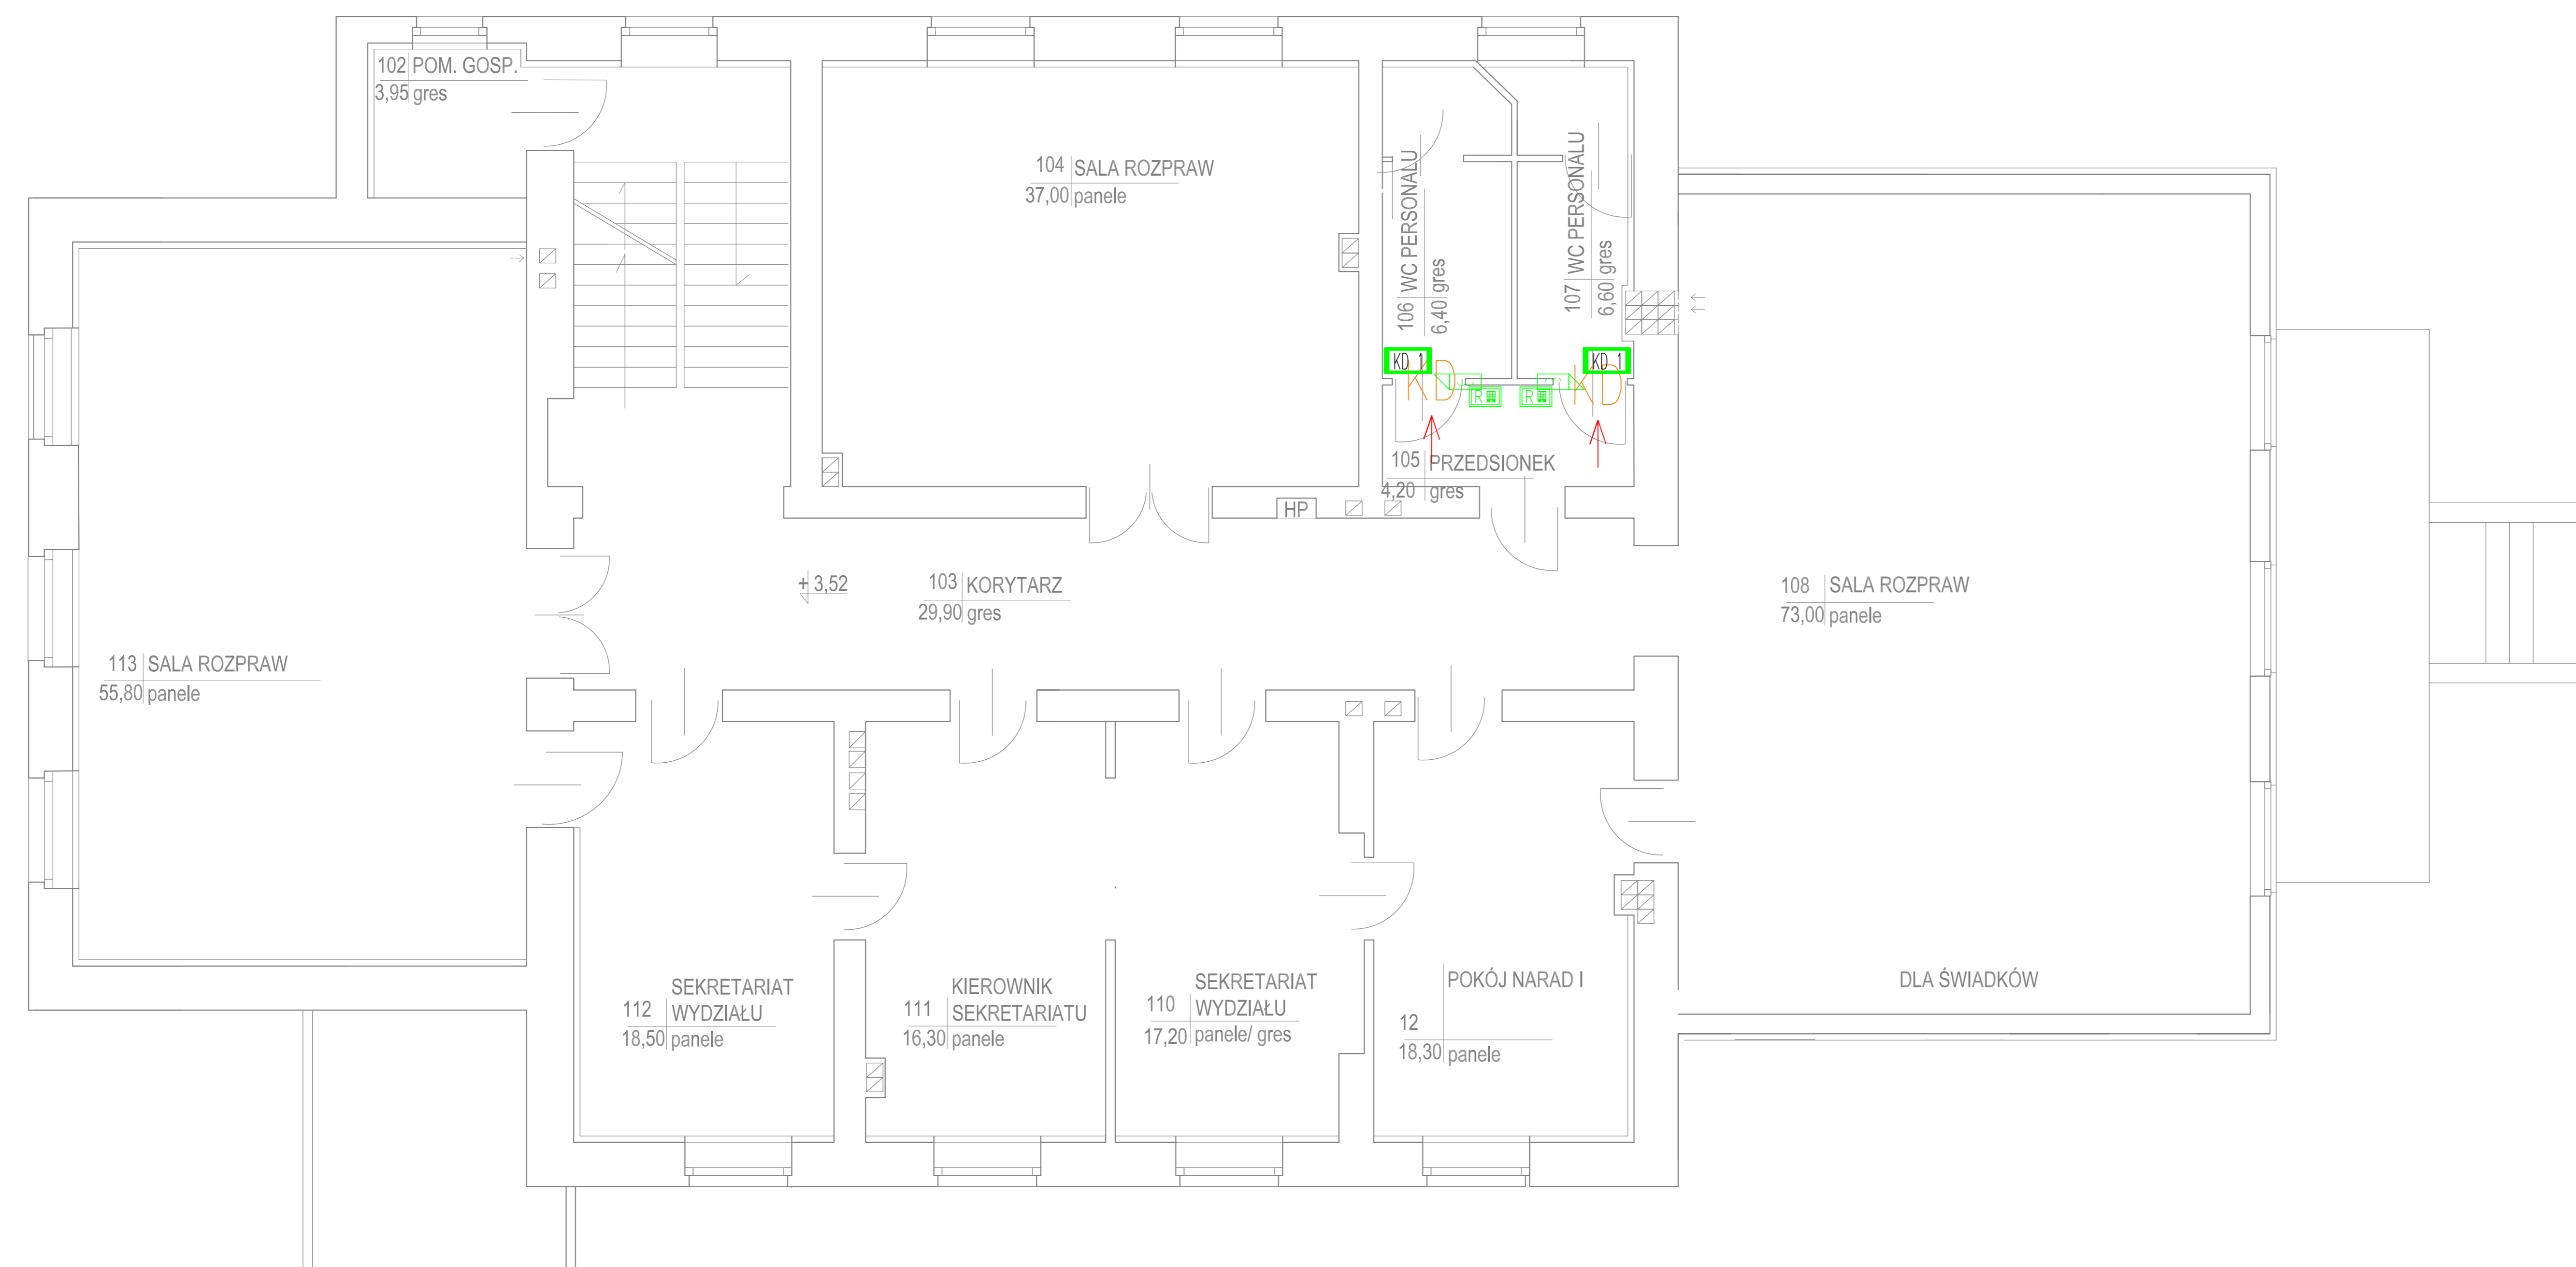 102 POM. GOSP.
3,95 gres
104 SALA ROZPRAW
37,00 panele
106 WC PERSONALU
6,40 gres
107 WC PERSONALU
6,60 gres
KD 1
KD
KD 1
KD
R
R
105 PRZEDSIONEK
4,20 gres
HP
+ 3,52
103 KORYTARZ
29,90 gres
108 SALA ROZPRAW
73,00 panele
113 SALA ROZPRAW
55,80 panele
SEKRETARIAT
112 WYDZIAŁU
18,50 panele
KIEROWNIK
111 SEKRETARIATU
16,30 panele
SEKRETARIAT
110 WYDZIAŁU
17,20 panele/ gres
POKÓJ NARAD I
12
18,30 panele
DLA ŚWIADKÓW